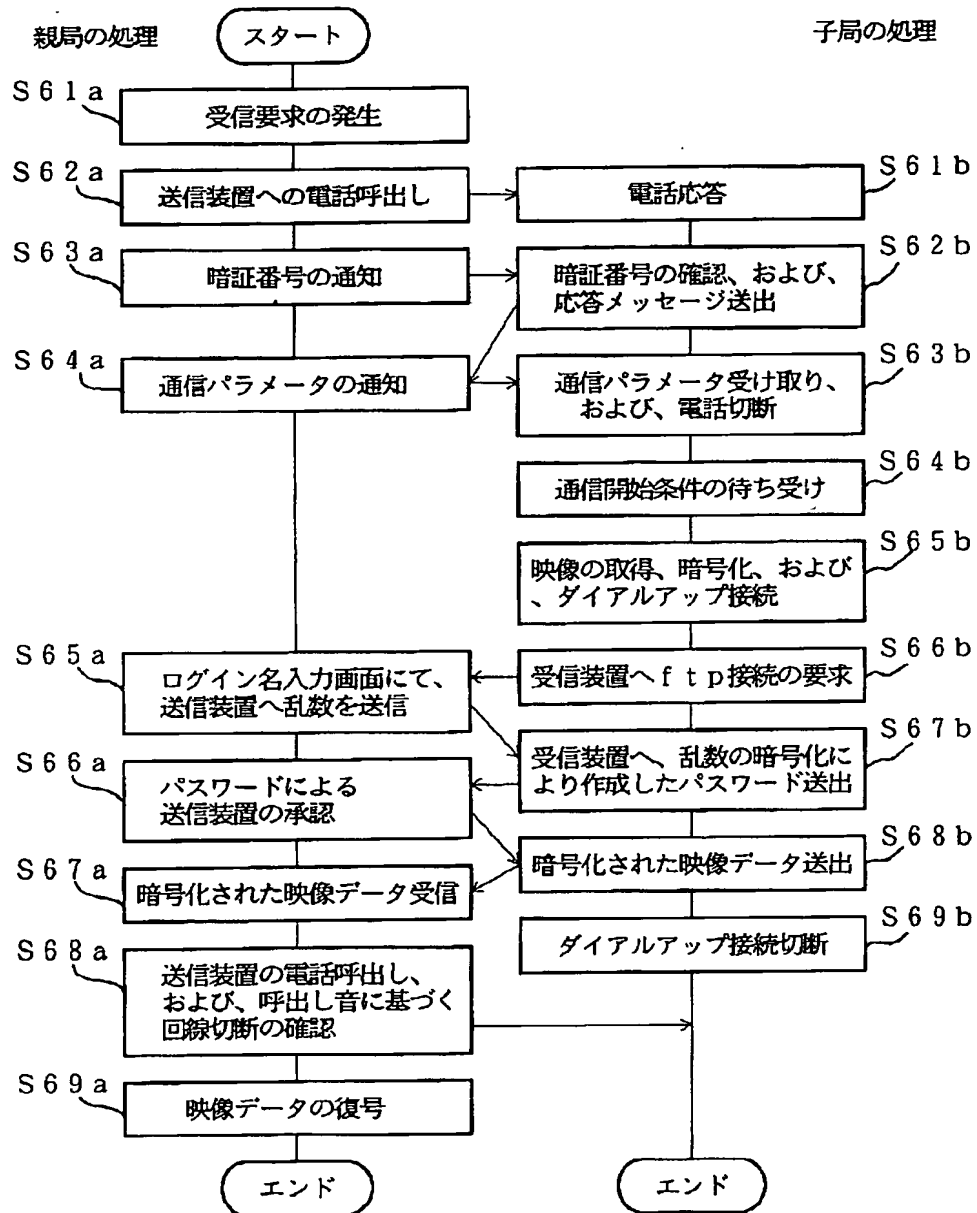 親局の処理
スタート
子局の処理
S61a
受信要求の発生
S62a
送信装置への電話呼出し
S61b
電話応答
S63a
暗証番号の通知
S62b
暗証番号の確認、および、
応答メッセージ送出
S64a
通信パラメータの通知
S63b
通信パラメータ受け取り、
および、電話切断
S64b
通信開始条件の待ち受け
S65b
映像の取得、暗号化、および
、ダイアルアップ接続
S65a
ログイン名入力画面にて、
送信装置へ乱数を送信
S66b
受信装置へftp接続の要求
S66a
パスワードによる
送信装置の承認
S67b
受信装置へ、乱数の暗号化に
より作成したパスワード送出
S67a
暗号化された映像データ受信
S68b
暗号化された映像データ送出
S68a
送信装置の電話呼出し、
および、呼出し音に基づく
回線切断の確認
S69b
ダイアルアップ接続切断
S69a
映像データの復号
エンド
エンド